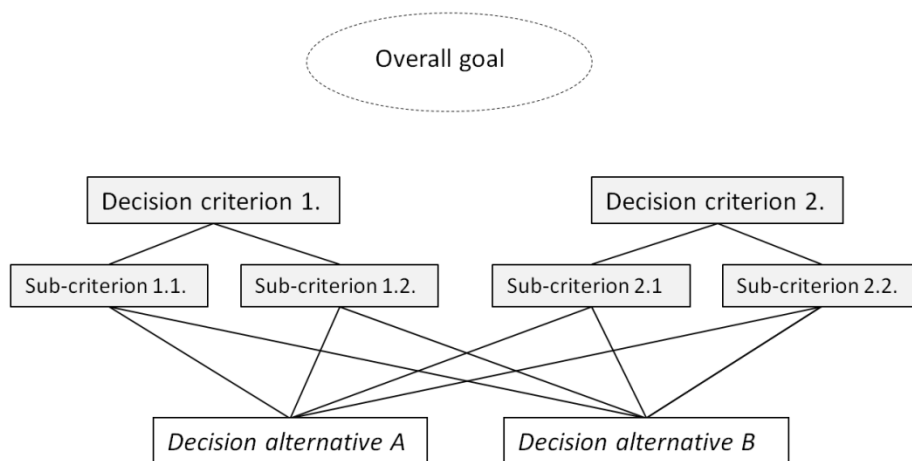 Overall goal
Decision criterion 1.
Decision criterion 2.
Sub-criterion 1.1.
Sub-criterion 1.2.
Sub-criterion 2.1
Sub-criterion 2.2.
Decision alternative A
Decision alternative B